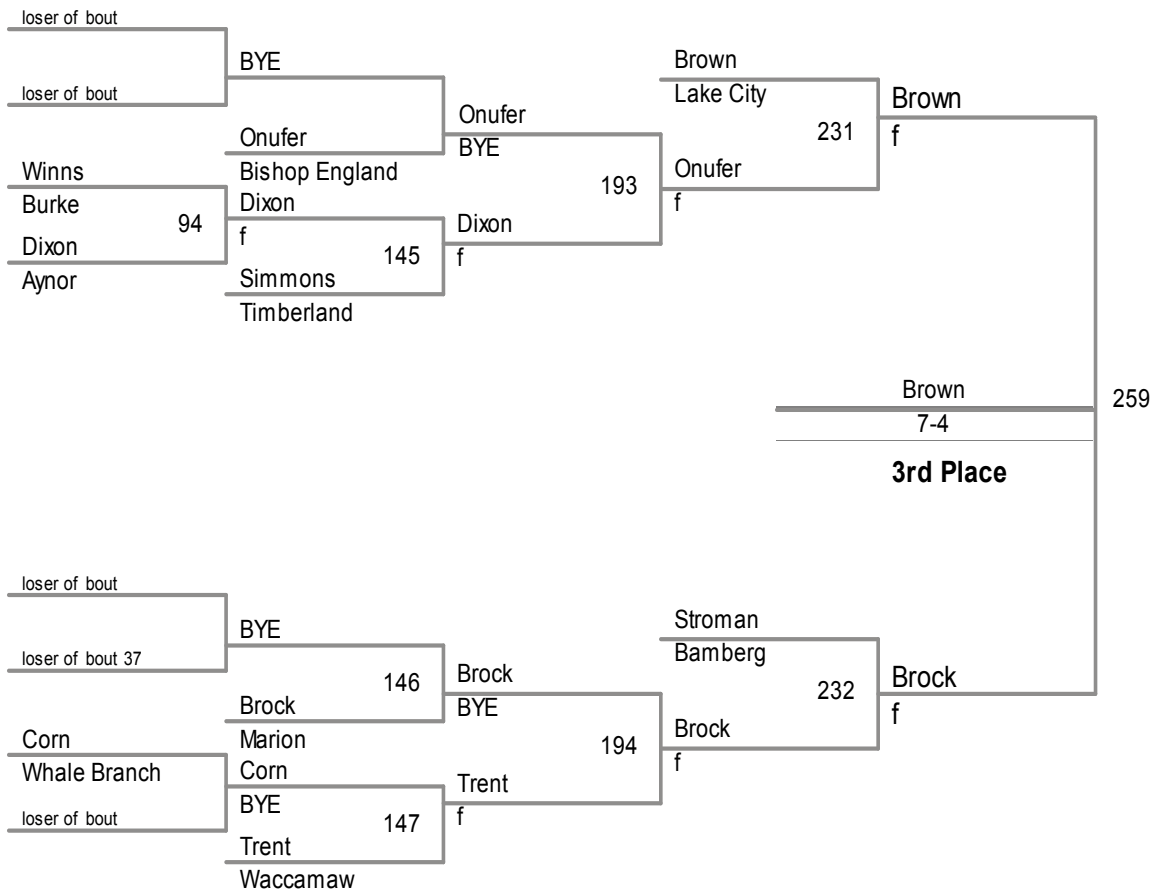 loser of bout
BYE
loser of bout
Onufer
Bishop England
Onufer
BYE
Winns
Burke
94
Dixon
Aynor
Dixon
f
145
Simmons
Timberland
Dixon
f
193
Brown
Lake City
231
Onufer
f
Brown
f
Brown
7-4
3rd Place
259
loser of bout
BYE
loser of bout 37
146
Brock
Marion
Brock
BYE
Corn
Whale Branch
loser of bout
Corn
BYE
147
Trent
Waccamaw
Trent
f
194
Stroman
Bamberg
232
Brock
f
Brock
f